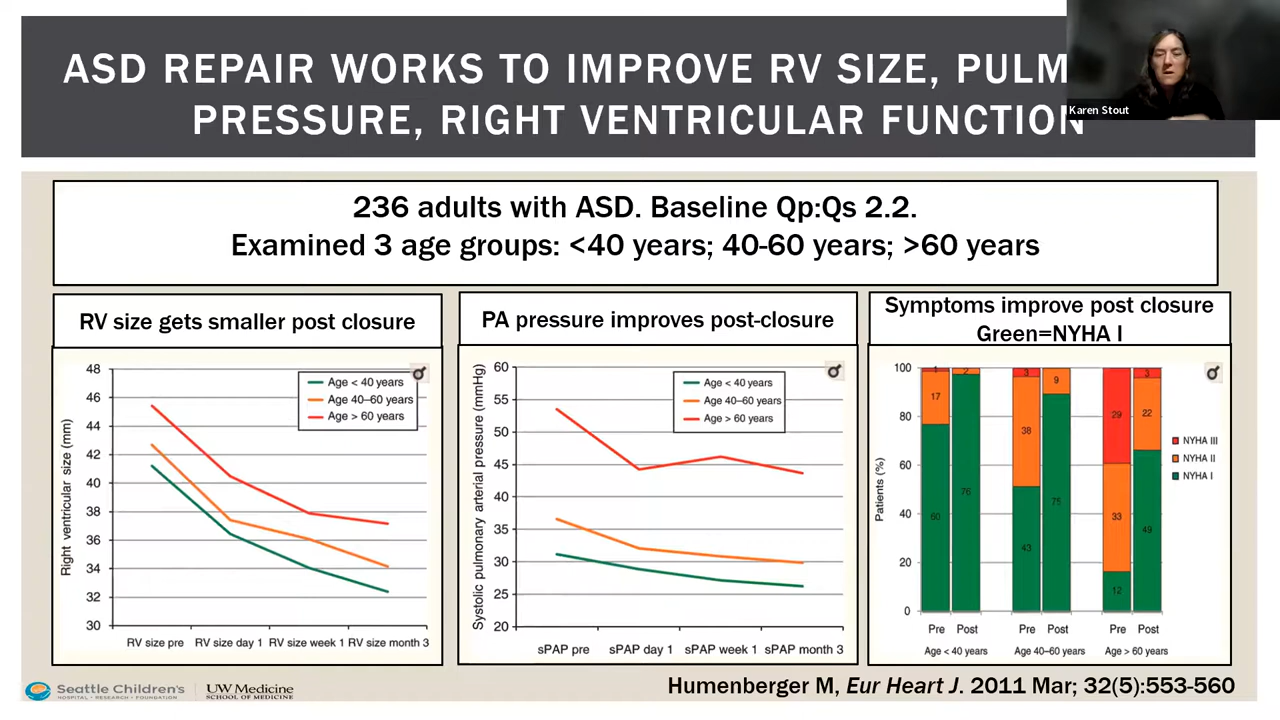 ASD REPAIR WORKS TO IMPROVE RV SIZE, PULM
PRESSURE, RIGHT VENTRICULAR FUNCTION
Karen Stout
236 adults with ASD. Baseline Qp:Qs 2.2.
Examined 3 age groups: <40 years; 40-60 years; >60 years
RV size gets smaller post closure
Right ventricular size (mm)
48
46
44
42
40
38
36
34
32
30
Age < 40 years
Age 40–60 years
Age > 60 years
RV size pre RV size day 1 RV size week 1 RV size month 3
PA pressure improves post-closure
Systolic pulmonary arterial pressure (mmHg)
60
55
50
45
40
35
30
25
20
Age < 40 years
Age 40–60 years
Age > 60 years
sPAP pre sPAP day 1 sPAP week 1 sPAP month 3
Symptoms improve post closure
Green=NYHA I
Patients (%)
100
80
60
40
20
0
1 2 3 3
17 9 29 22
38
60 76 43 75 33 49
12
NYHA III
NYHA II
NYHA I
Pre Post Pre Post Pre Post
Age < 40 years Age 40–60 years Age > 60 years
Seattle Children's
HOSPITAL • RESEARCH • FOUNDATION
UW Medicine
SCHOOL OF MEDICINE
Humenberger M, Eur Heart J. 2011 Mar; 32(5):553-560